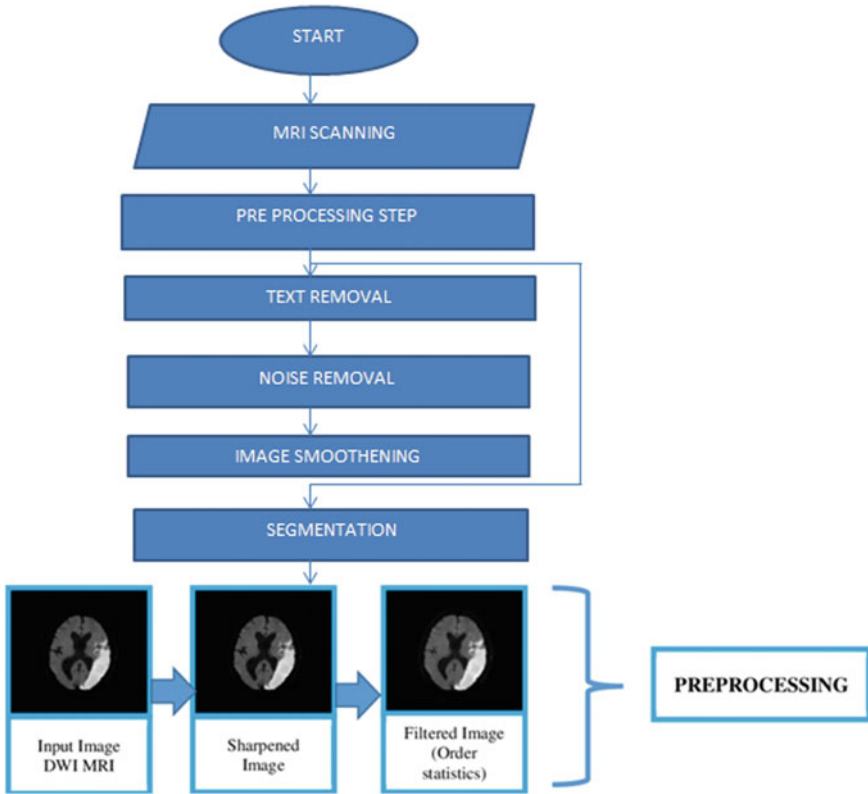 START
MRI SCANNING
PRE PROCESSING STEP
TEXT REMOVAL
NOISE REMOVAL
IMAGE SMOOTHENING
SEGMENTATION
Input Image
DWI MRI
Sharpened
Image
Filtered Image
(Order
statistics)
PREPROCESSING